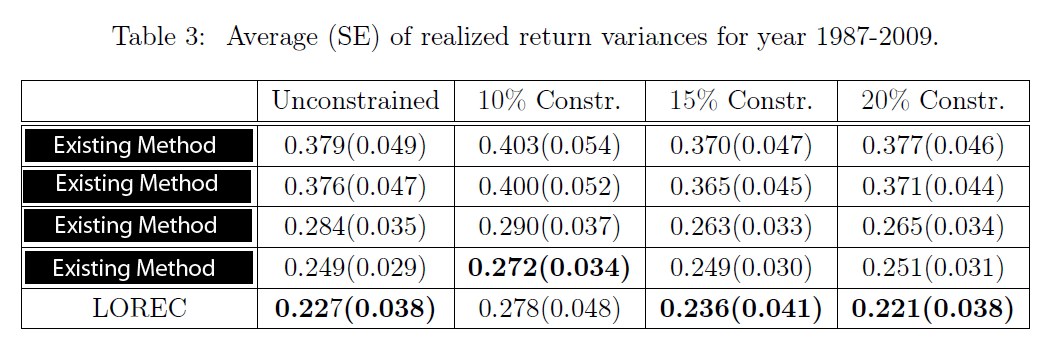 Table 3: Average (SE) of realized return variances for year 1987-2009.
Unconstrained 10% Constr. 15% Constr. 20% Constr.
Existing Method 0.379(0.049) 0.403(0.054) 0.370(0.047) 0.377(0.046)
Existing Method 0.376(0.047) 0.400(0.052) 0.365(0.045) 0.371(0.044)
Existing Method 0.284(0.035) 0.290(0.037) 0.263(0.033) 0.265(0.034)
Existing Method 0.249(0.029) 0.272(0.034) 0.249(0.030) 0.251(0.031)
LOREC 0.227(0.038) 0.278(0.048) 0.236(0.041) 0.221(0.038)